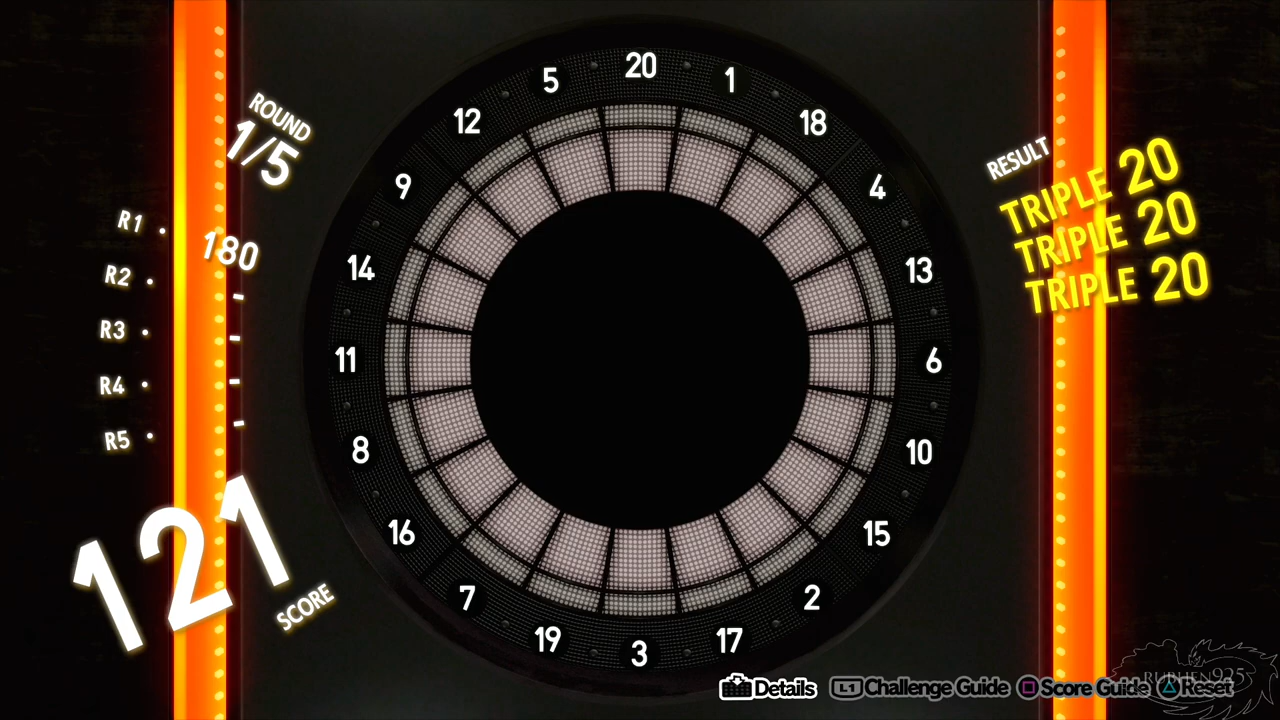 ROUND
1/5
R1 180
R2 -
R3 -
R4 -
R5 -
121
SCORE
20
1
18
4
13
6
10
15
2
17
3
19
7
16
8
11
14
9
12
5
RESULT
TRIPLE 20
TRIPLE 20
TRIPLE 20
Details L1 Challenge Guide Score Guide Reset
RUPHEN925